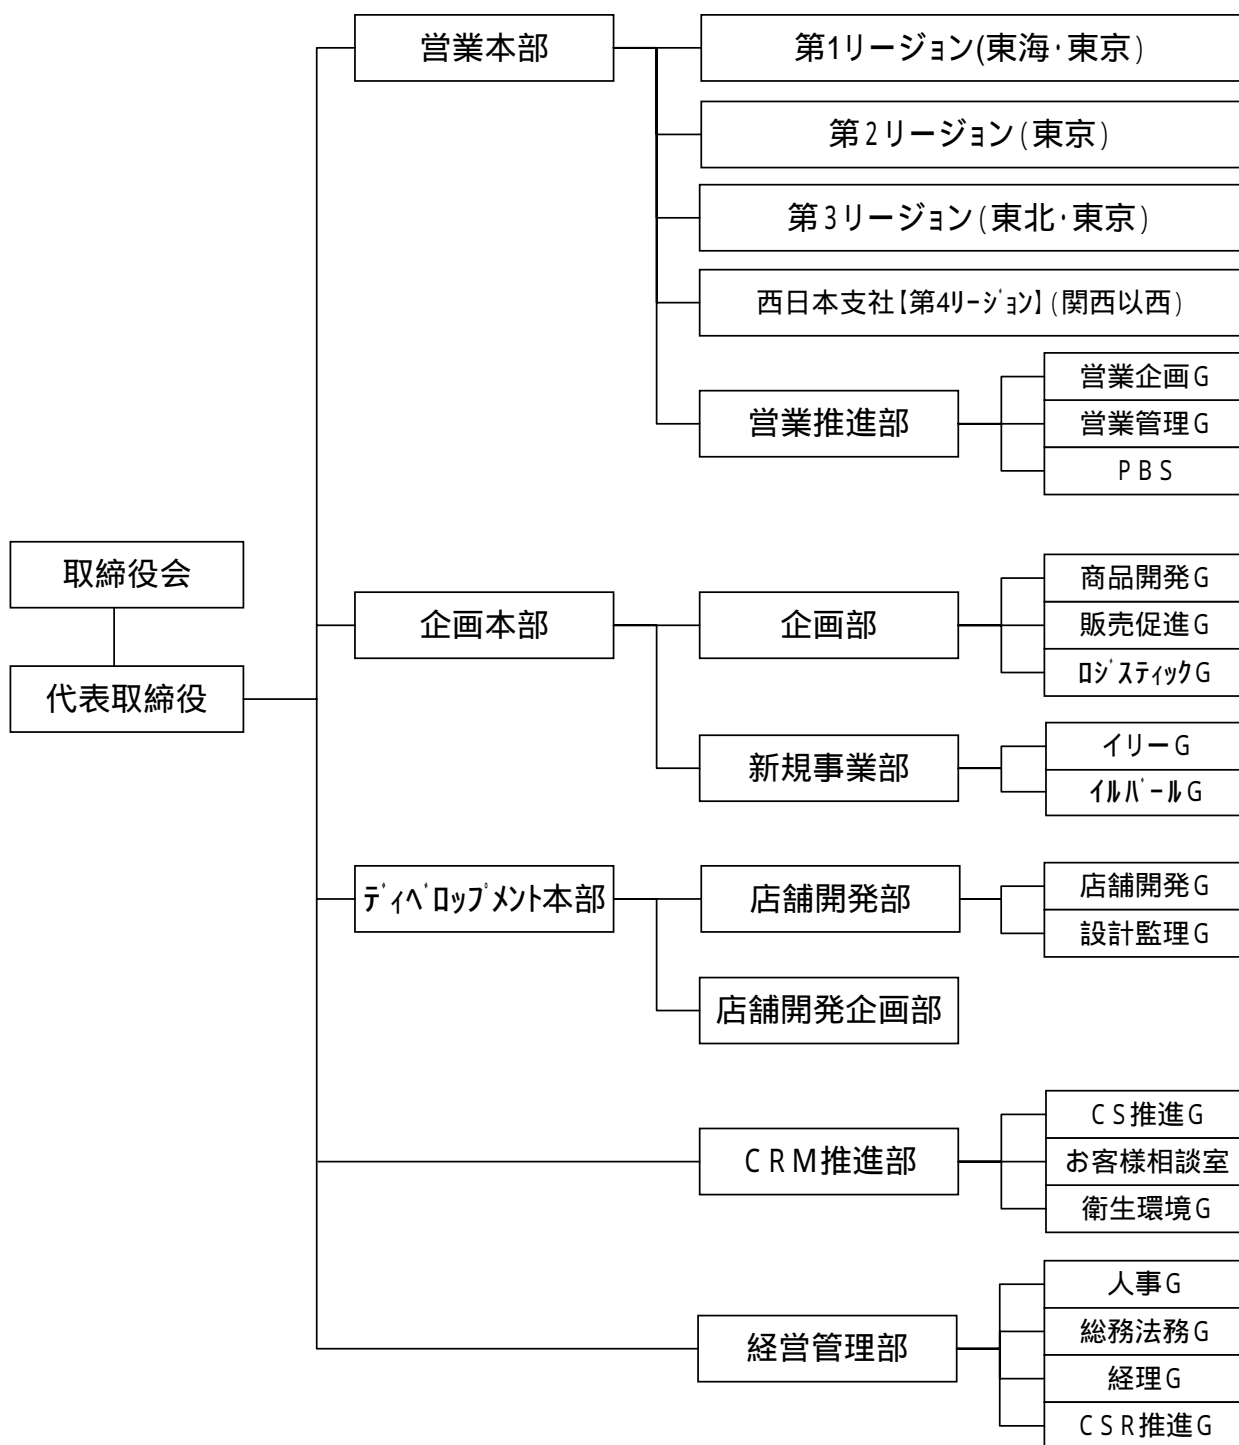 営業本部
第1リージョン(東海･東京)
第2リージョン(東京)
第3リージョン(東北･東京)
西日本支社【第4ﾘｰｼﾞｮﾝ】(関西以西)
営業推進部
営業企画G
営業管理G
PBS
取締役会
代表取締役
企画本部
企画部
商品開発G
販売促進G
ﾛｼﾞｽﾃｨｯｸG
新規事業部
イリーG
ｲﾙﾊﾞｰﾙG
ﾃﾞｨﾍﾞﾛｯﾌﾟﾒﾝﾄ本部
店舗開発部
店舗開発G
設計監理G
店舗開発企画部
CRM推進部
CS推進G
お客様相談室
衛生環境G
経営管理部
人事G
総務法務G
経理G
CSR推進G